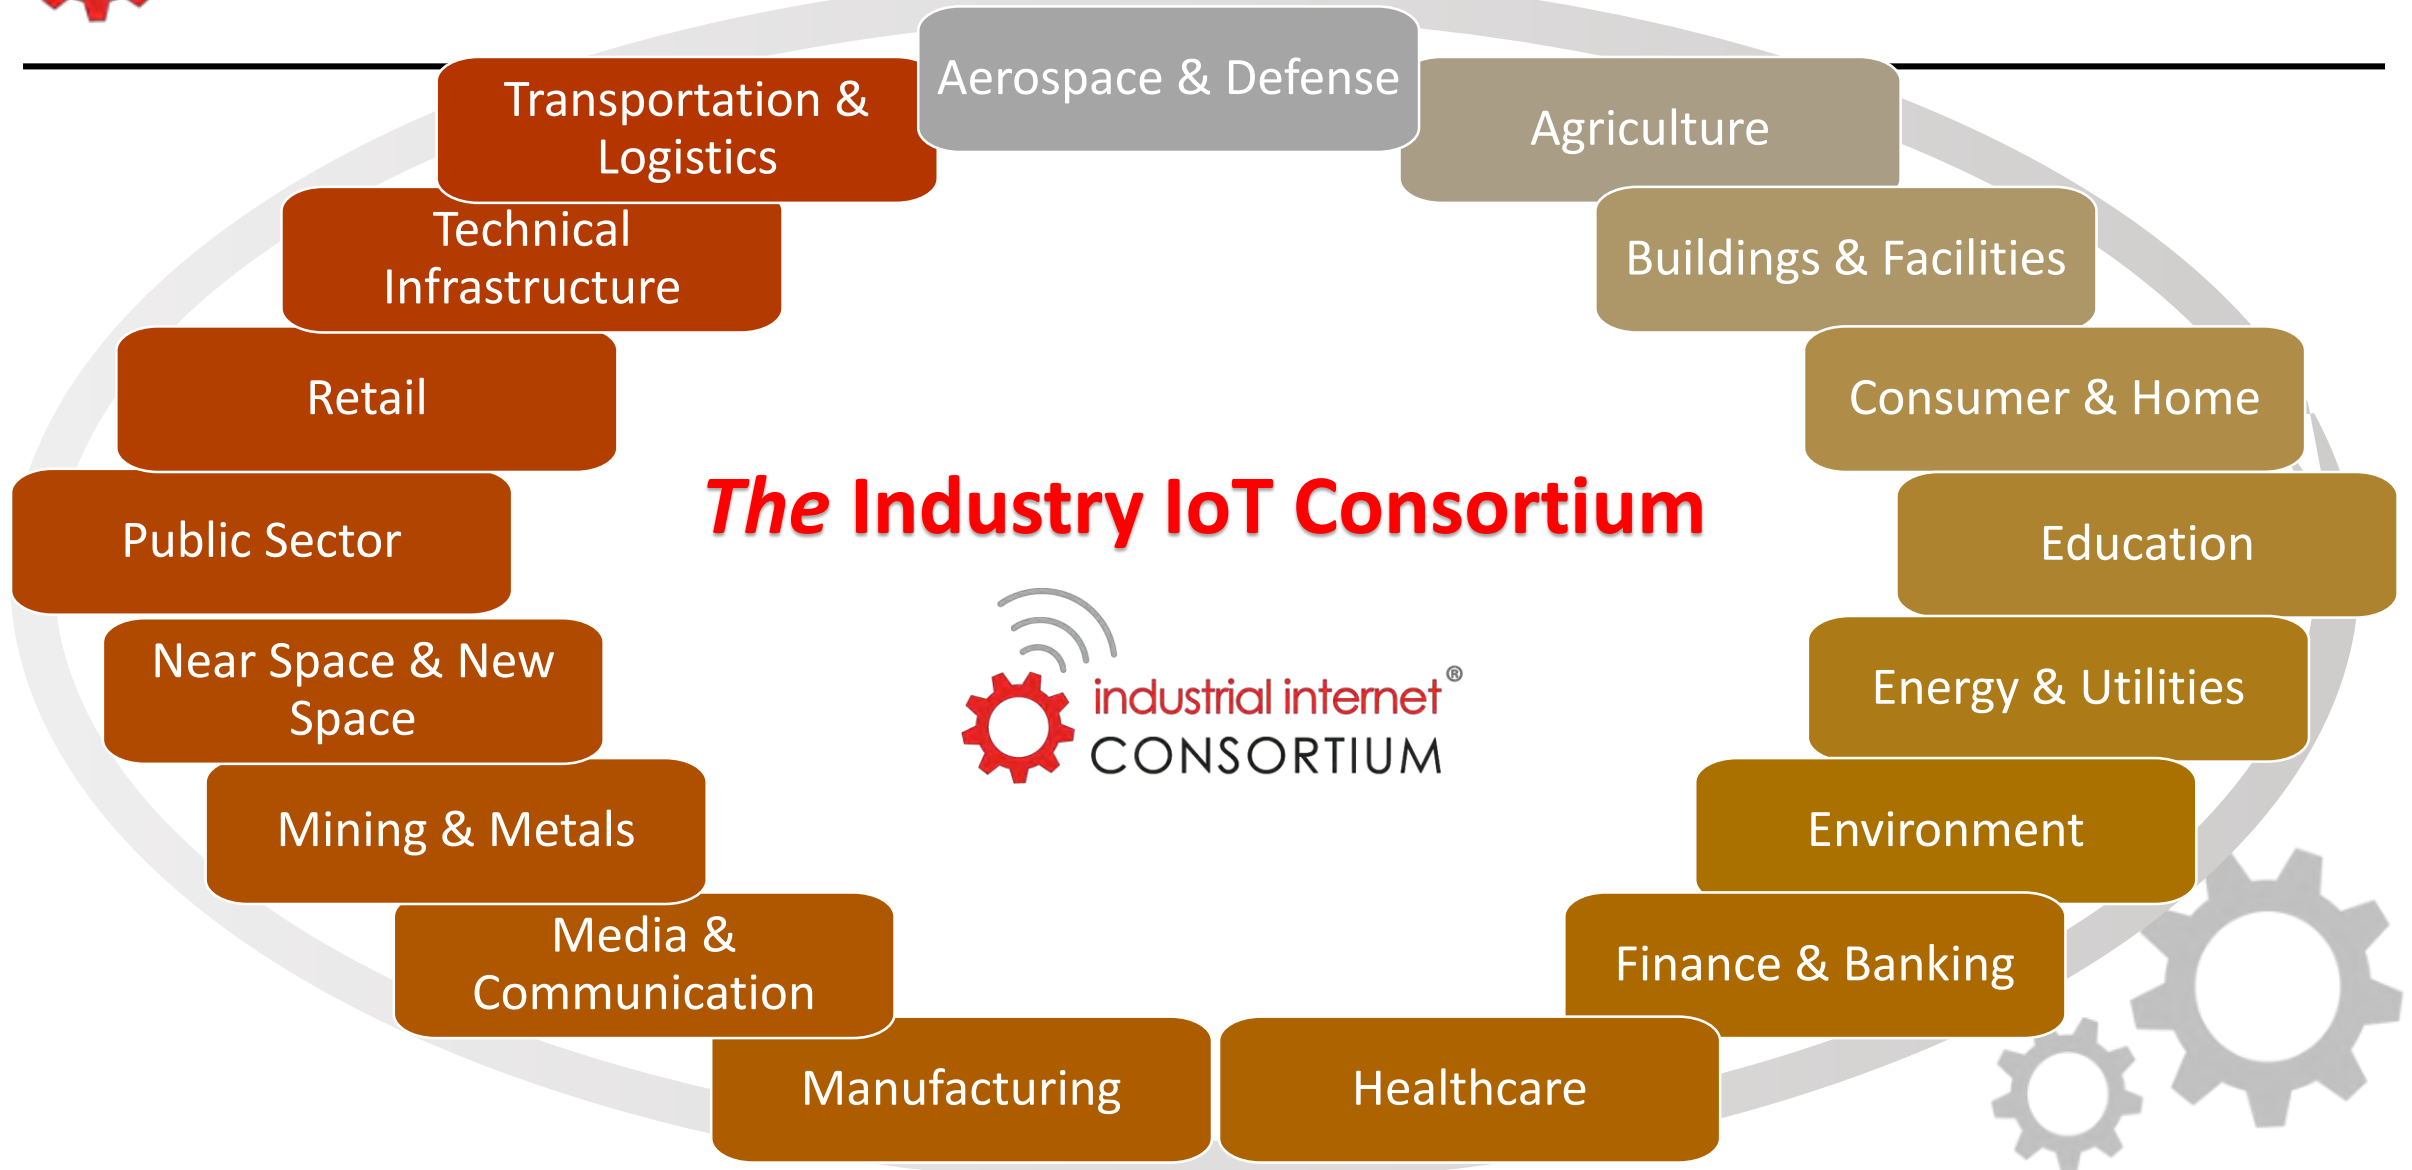 Aerospace & Defense
Agriculture
Buildings & Facilities
Consumer & Home
Education
Energy & Utilities
Environment
Finance & Banking
Healthcare
Manufacturing
Media &
Communication
Mining & Metals
Near Space & New
Space
Public Sector
Retail
Technical
Infrastructure
Transportation &
Logistics
The Industry IoT Consortium
industrial internet®
CONSORTIUM